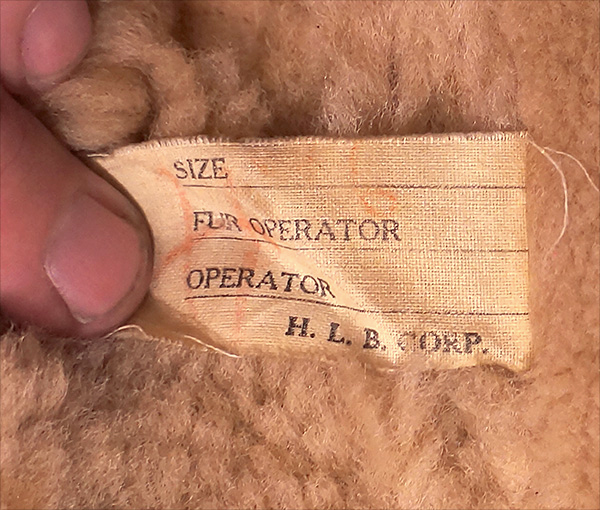 SIZE
FUR OPERATOR
OPERATOR
H. L. B. CORP.